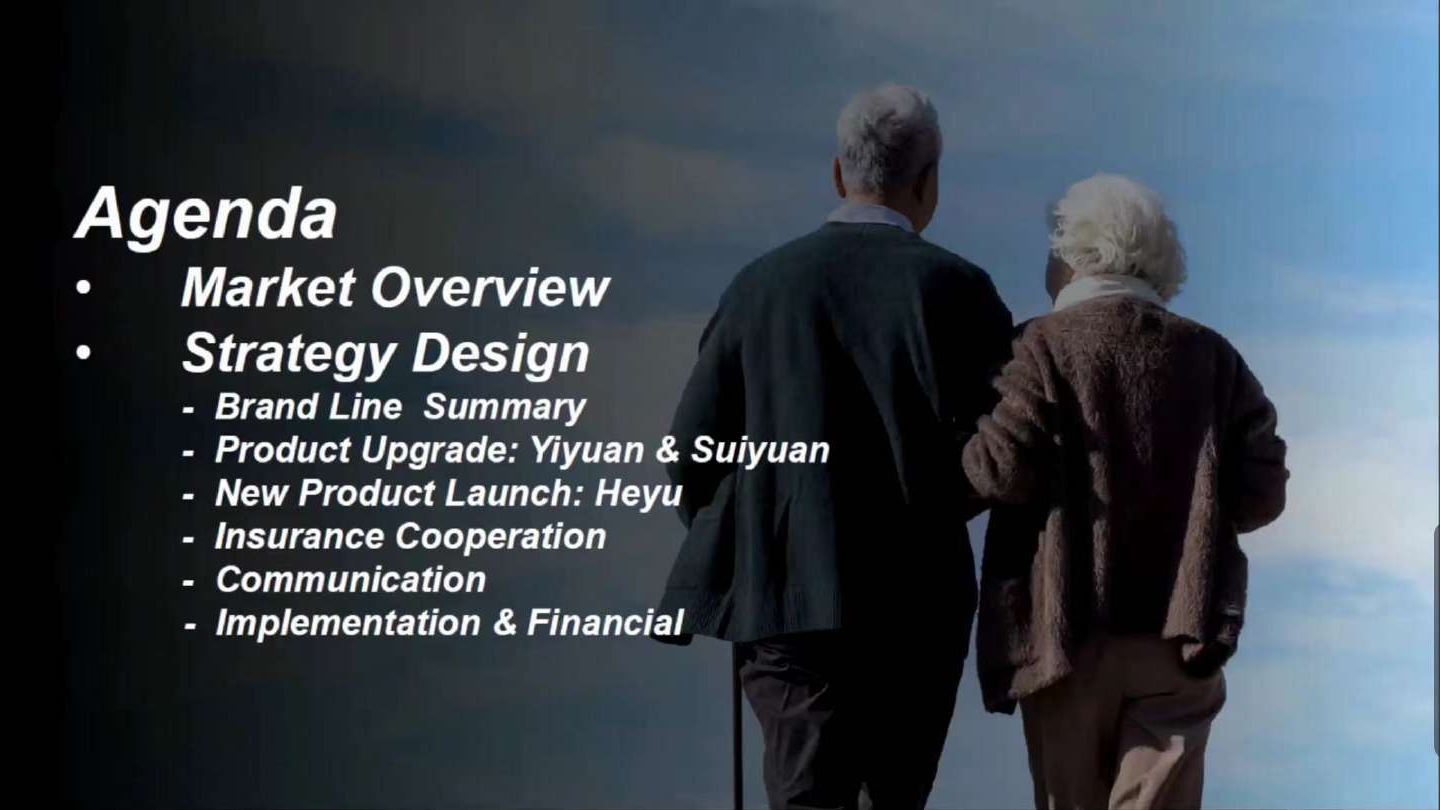 Agenda
• Market Overview
• Strategy Design
- Brand Line  Summary
- Product Upgrade: Yiyuan & Suiyuan
- New Product Launch: Heyu
- Insurance Cooperation
- Communication
- Implementation & Financial